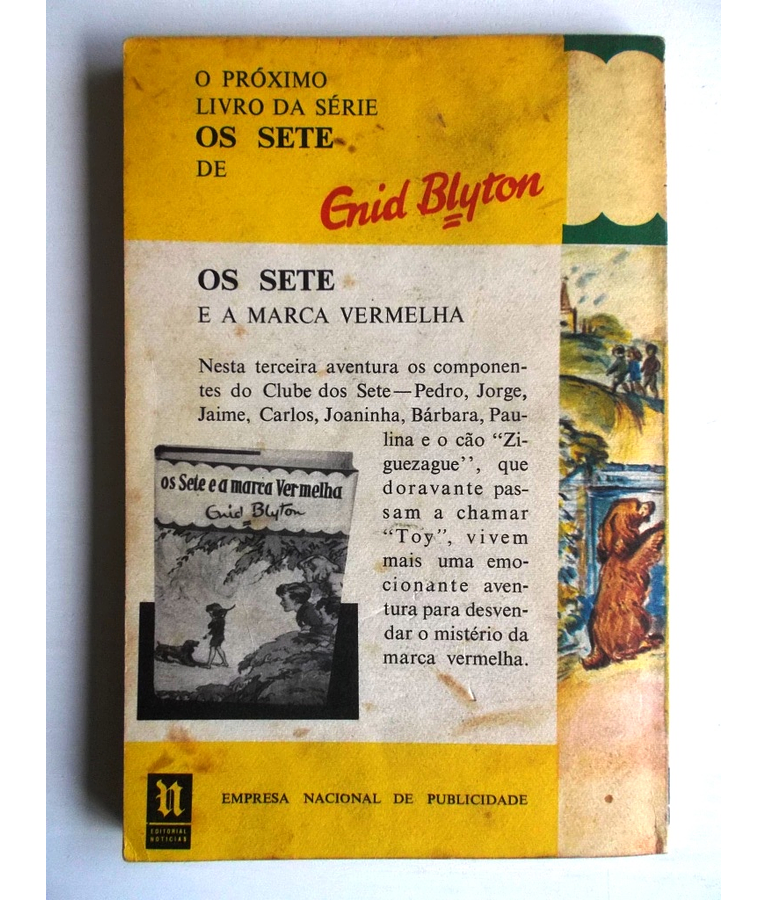 O PRÓXIMO
LIVRO DA SÉRIE
OS SETE
DE
Enid Blyton
OS SETE
E A MARCA VERMELHA
Nesta terceira aventura os componen-
tes do Clube dos Sete—Pedro, Jorge,
Jaime, Carlos, Joaninha, Bárbara, Pau-
lina e o cão "Zi-
guezague", que
doravante pas-
sam a chamar
"Toy", vivem
mais uma emo-
cionante aven-
tura para desven-
dar o mistério da
marca vermelha.
os Sete e a marca Vermelha
Enid Blyton
n
EDITORIAL
NOTICIAS
EMPRESA NACIONAL DE PUBLICIDADE